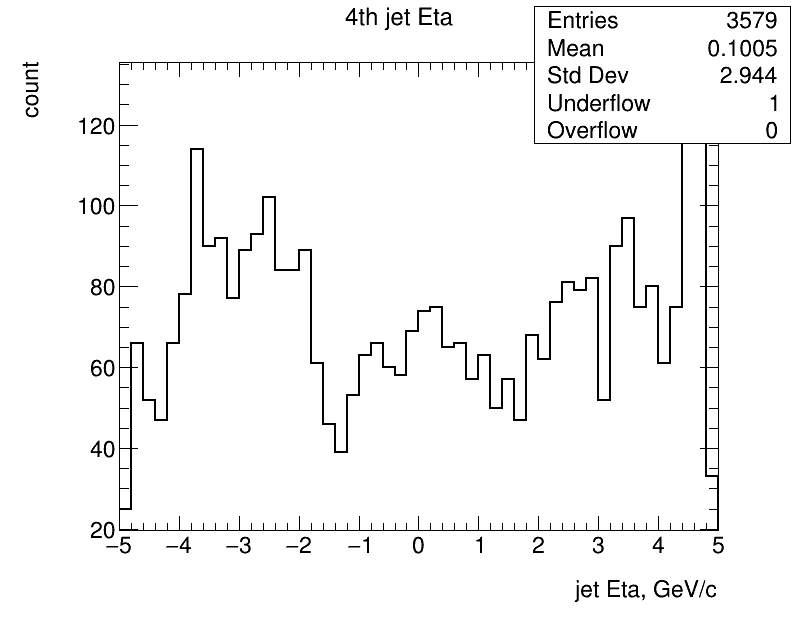 4th jet Eta
Entries 3579
Mean 0.1005
Std Dev 2.944
Underflow 1
Overflow 0
count
120
100
80
60
40
20
−5 −4 −3 −2 −1 0 1 2 3 4 5
jet Eta, GeV/c